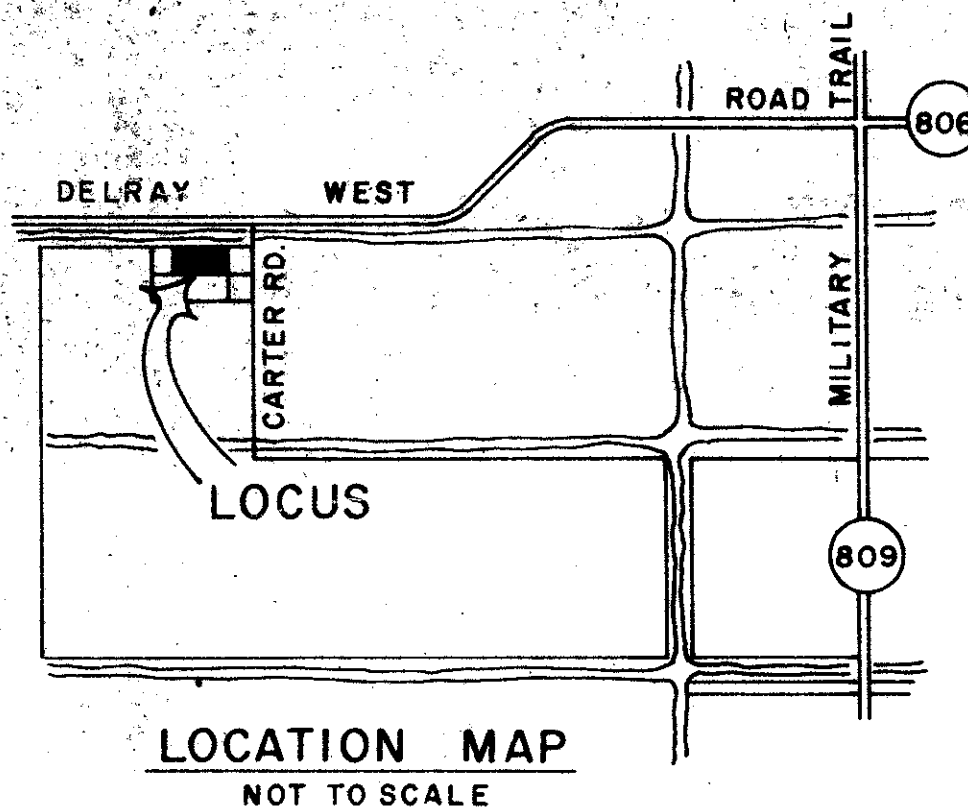 ROAD
TRAIL
806
DELRAY WEST
CARTER RD.
MILITARY
LOCUS
809
LOCATION MAP
NOT TO SCALE